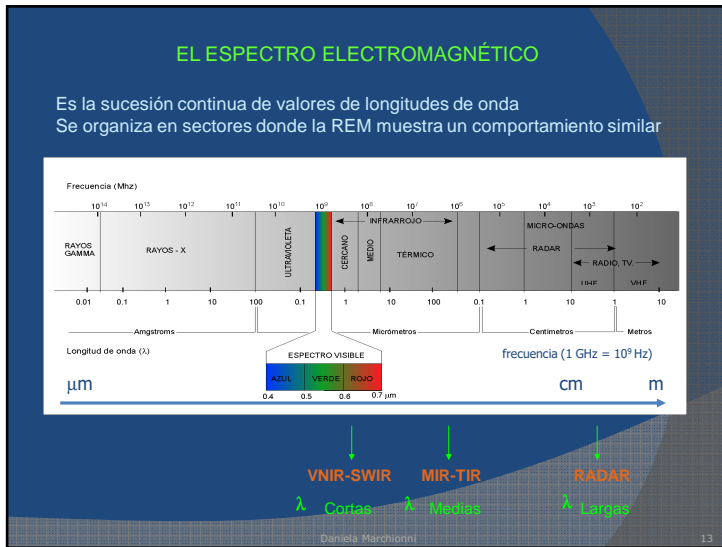 EL ESPECTRO ELECTROMAGNÉTICO
Es la sucesión continua de valores de longitudes de onda
Se organiza en sectores donde la REM muestra un comportamiento similar
Frecuencia (Mhz)
10¹⁴ 10¹³ 10¹² 10¹¹ 10¹⁰ 10⁹ 10⁸ 10⁷ 10⁶ 10⁵ 10⁴ 10³ 10²
RAYOS GAMMA
RAYOS - X
ULTRAVIOLETA
INFRARROJO
CERCANO
MEDIO
TÉRMICO
MICRO-ONDAS
RADAR
RADIO, TV.
UHF VHF
0.01 0.1 1 10 100 0.1 1 10 100 0.1 1 10 1 10
Amgstroms Micrómetros Centímetros Metros
Longitud de onda (λ)
ESPECTRO VISIBLE
AZUL VERDE ROJO
0.4 0.5 0.6 0.7 µm
frecuencia (1 GHz = 10⁹ Hz)
µm cm m
VNIR-SWIR MIR-TIR RADAR
λ Cortas λ Medias λ Largas
Daniela Marchionni 13